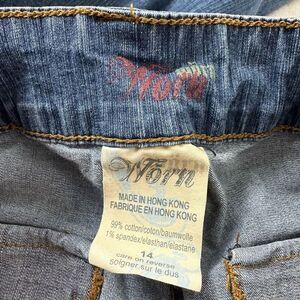 Worn
Worn
MADE IN HONG KONG
FABRIQUE EN HONG KONG
99% cotton/coton/baumwolle
1% spandex/elasthan/elastane
14
care on reverse
soigner sur le dus